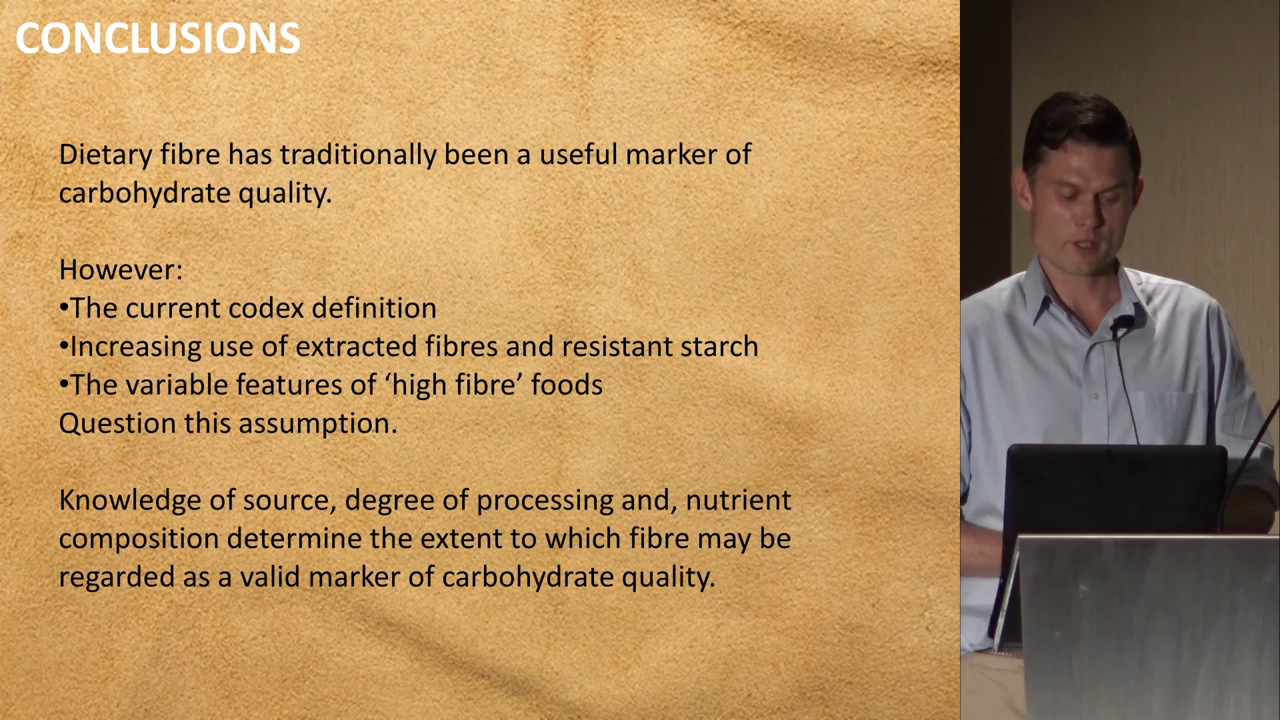 CONCLUSIONS
Dietary fibre has traditionally been a useful marker of
carbohydrate quality.
However:
•The current codex definition
•Increasing use of extracted fibres and resistant starch
•The variable features of ‘high fibre’ foods
Question this assumption.
Knowledge of source, degree of processing and, nutrient
composition determine the extent to which fibre may be
regarded as a valid marker of carbohydrate quality.